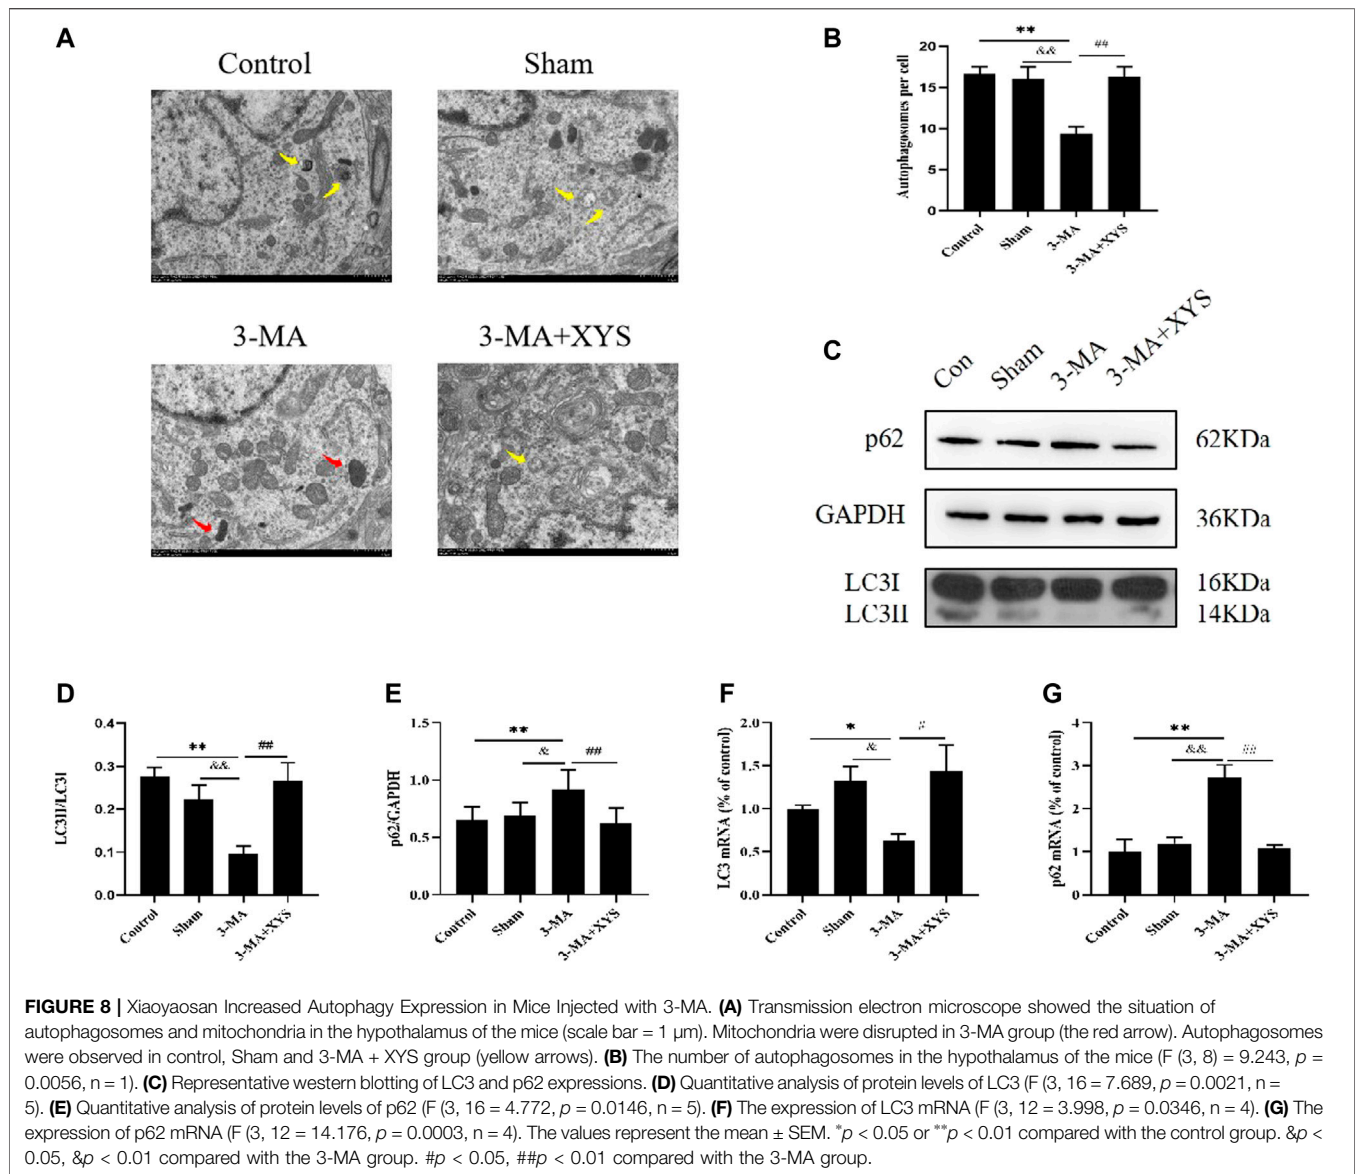 A
Control
Sham
3-MA
3-MA+XYS
B
Autophagosomes per cell
20
15
10
5
0
**
&&
##
Control
Sham
3-MA
3-MA+XYS
C
Con
Sham
3-MA
3-MA+XYS
p62
62KDa
GAPDH
36KDa
LC3I
16KDa
LC3II
14KDa
D
LC3II/LC3I
0.4
0.3
0.2
0.1
0.0
**
&&
##
Control
Sham
3-MA
3-MA+XYS
E
p62/GAPDH
1.5
1.0
0.5
0.0
**
&
##
Control
Sham
3-MA
3-MA+XYS
F
LC3 mRNA (% of control)
2.0
1.5
1.0
0.5
0.0
*
&
#
Control
Sham
3-MA
3-MA+XYS
G
p62 mRNA (% of control)
4
3
2
1
0
**
&&
##
Control
Sham
3-MA
3-MA+XYS
FIGURE 8 | Xiaoyaosan Increased Autophagy Expression in Mice Injected with 3-MA. (A) Transmission electron microscope showed the situation of
autophagosomes and mitochondria in the hypothalamus of the mice (scale bar = 1 μm). Mitochondria were disrupted in 3-MA group (the red arrow). Autophagosomes
were observed in control, Sham and 3-MA + XYS group (yellow arrows). (B) The number of autophagosomes in the hypothalamus of the mice (F (3, 8) = 9.243, p =
0.0056, n = 1). (C) Representative western blotting of LC3 and p62 expressions. (D) Quantitative analysis of protein levels of LC3 (F (3, 16 = 7.689, p = 0.0021, n =
5). (E) Quantitative analysis of protein levels of p62 (F (3, 16 = 4.772, p = 0.0146, n = 5). (F) The expression of LC3 mRNA (F (3, 12 = 3.998, p = 0.0346, n = 4). (G) The
expression of p62 mRNA (F (3, 12 = 14.176, p = 0.0003, n = 4). The values represent the mean ± SEM. *p < 0.05 or **p < 0.01 compared with the control group. &p <
0.05, &p < 0.01 compared with the 3-MA group. #p < 0.05, ##p < 0.01 compared with the 3-MA group.